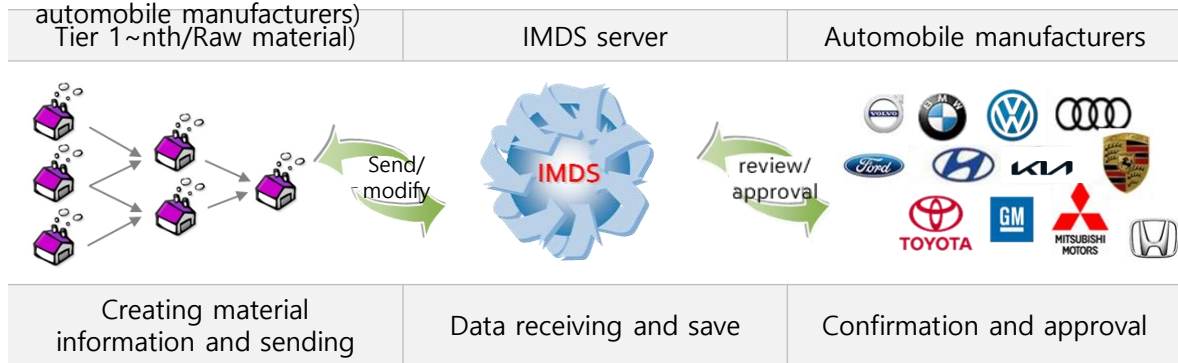 automobile manufacturers)
Tier 1~nth/Raw material)
IMDS server
Automobile manufacturers
Send/
modify
IMDS
review/
approval
VOLVO
BMW
Ford
KIA
TOYOTA
GM
MITSUBISHI
MOTORS
Creating material
information and sending
Data receiving and save
Confirmation and approval